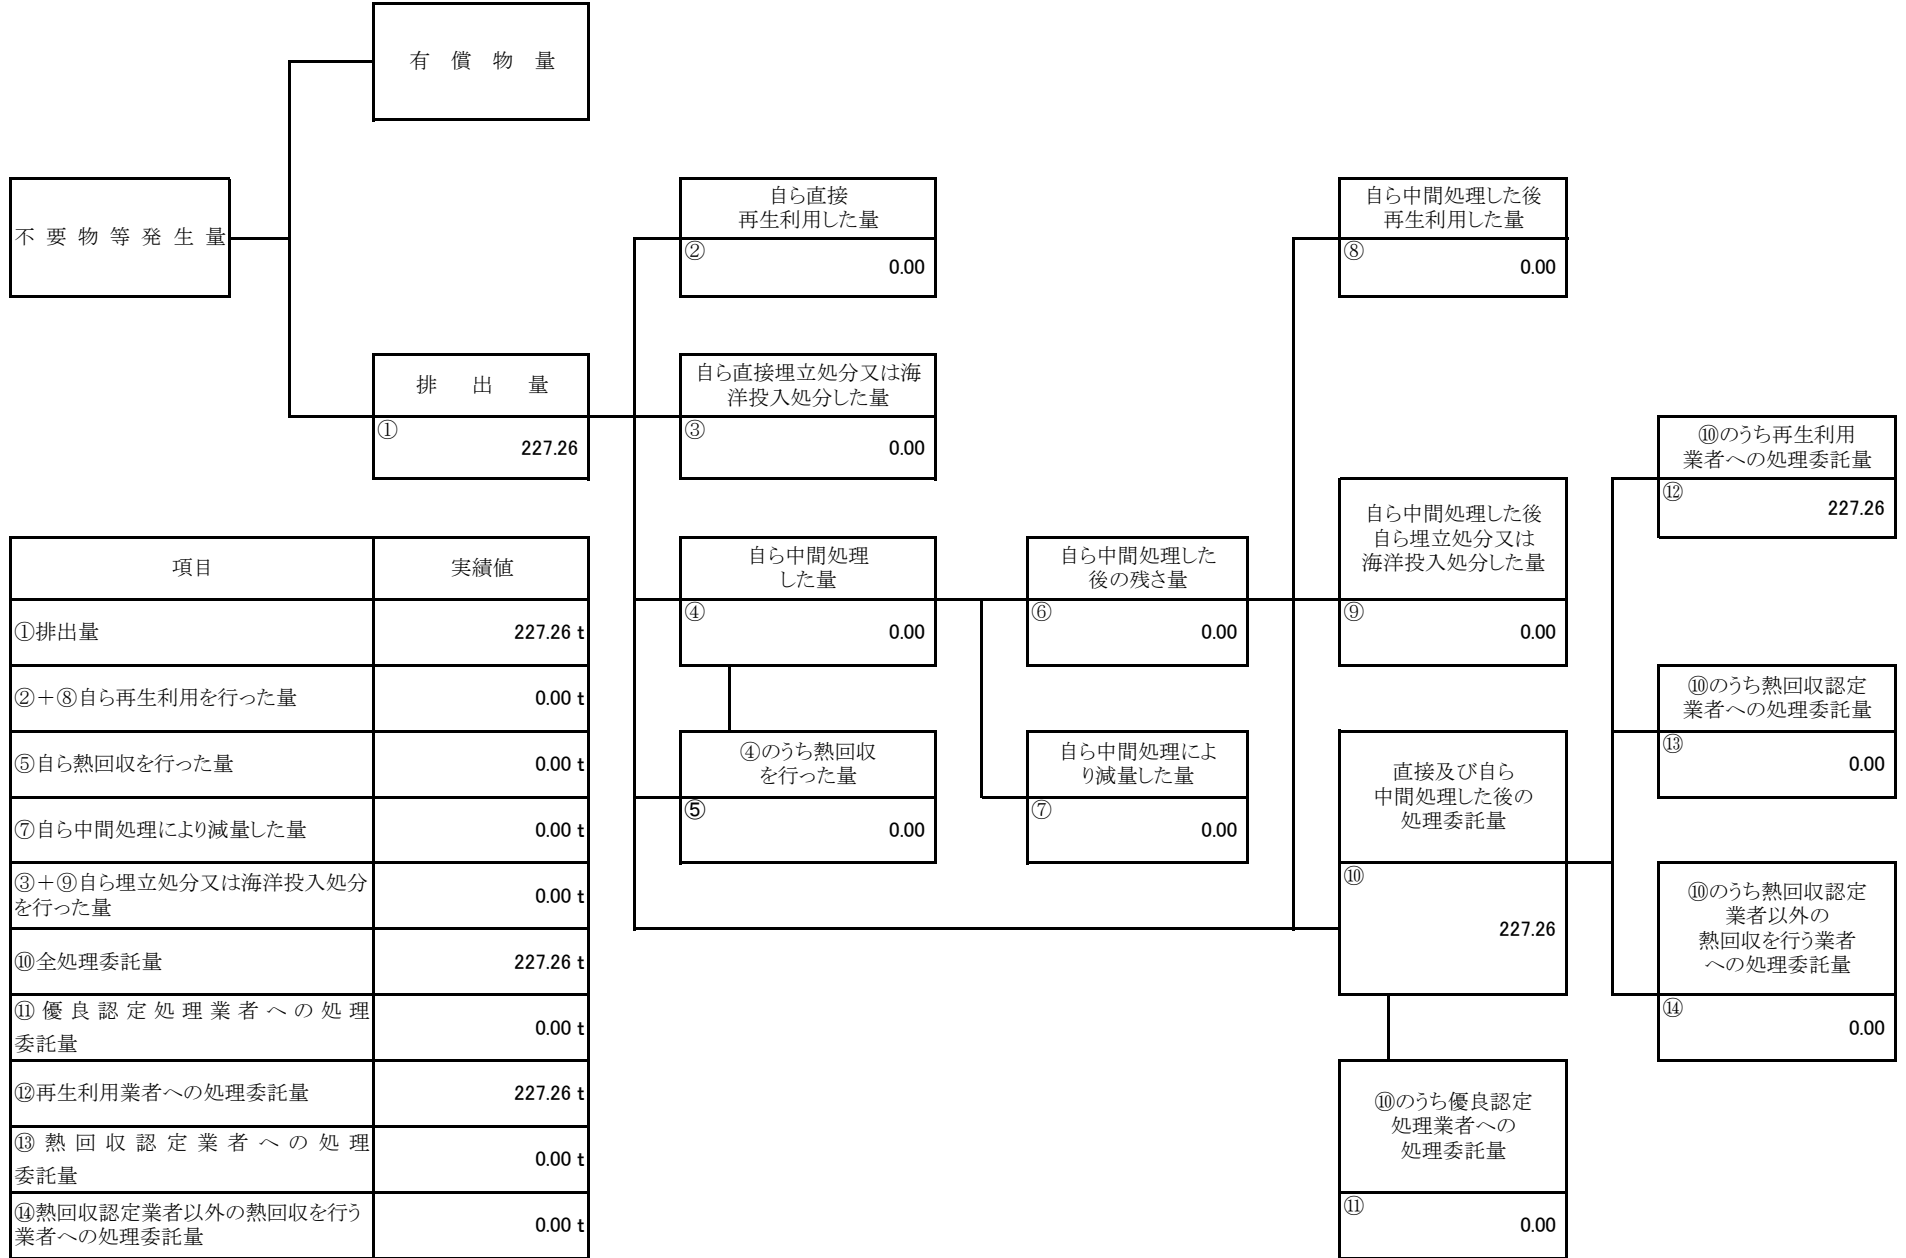 有 償 物 量
不 要 物 等 発 生 量
自ら直接
再生利用した量
②
0.00
自ら中間処理した後
再生利用した量
⑧
0.00
排 出 量
①
227.26
自ら直接埋立処分又は海
洋投入処分した量
③
0.00
⑩のうち再生利用
業者への処理委託量
⑫
227.26
自ら中間処理
した量
④
0.00
自ら中間処理した
後の残さ量
⑥
0.00
自ら中間処理した後
自ら埋立処分又は
海洋投入処分した量
⑨
0.00
⑩のうち熱回収認定
業者への処理委託量
⑬
0.00
④のうち熱回収
を行った量
⑤
0.00
自ら中間処理によ
り減量した量
⑦
0.00
直接及び自ら
中間処理した後の
処理委託量
⑩
227.26
⑩のうち熱回収認定
業者以外の
熱回収を行う業者
への処理委託量
⑭
0.00
⑩のうち優良認定
処理業者への
処理委託量
⑪
0.00
項目 実績値
①排出量 227.26 t
②＋⑧自ら再生利用を行った量 0.00 t
⑤自ら熱回収を行った量 0.00 t
⑦自ら中間処理により減量した量 0.00 t
③＋⑨自ら埋立処分又は海洋投入処分
を行った量 0.00 t
⑩全処理委託量 227.26 t
⑪優良認定処理業者への処理
委託量 0.00 t
⑫再生利用業者への処理委託量 227.26 t
⑬熱回収認定業者への処理
委託量 0.00 t
⑭熱回収認定業者以外の熱回収を行う
業者への処理委託量 0.00 t